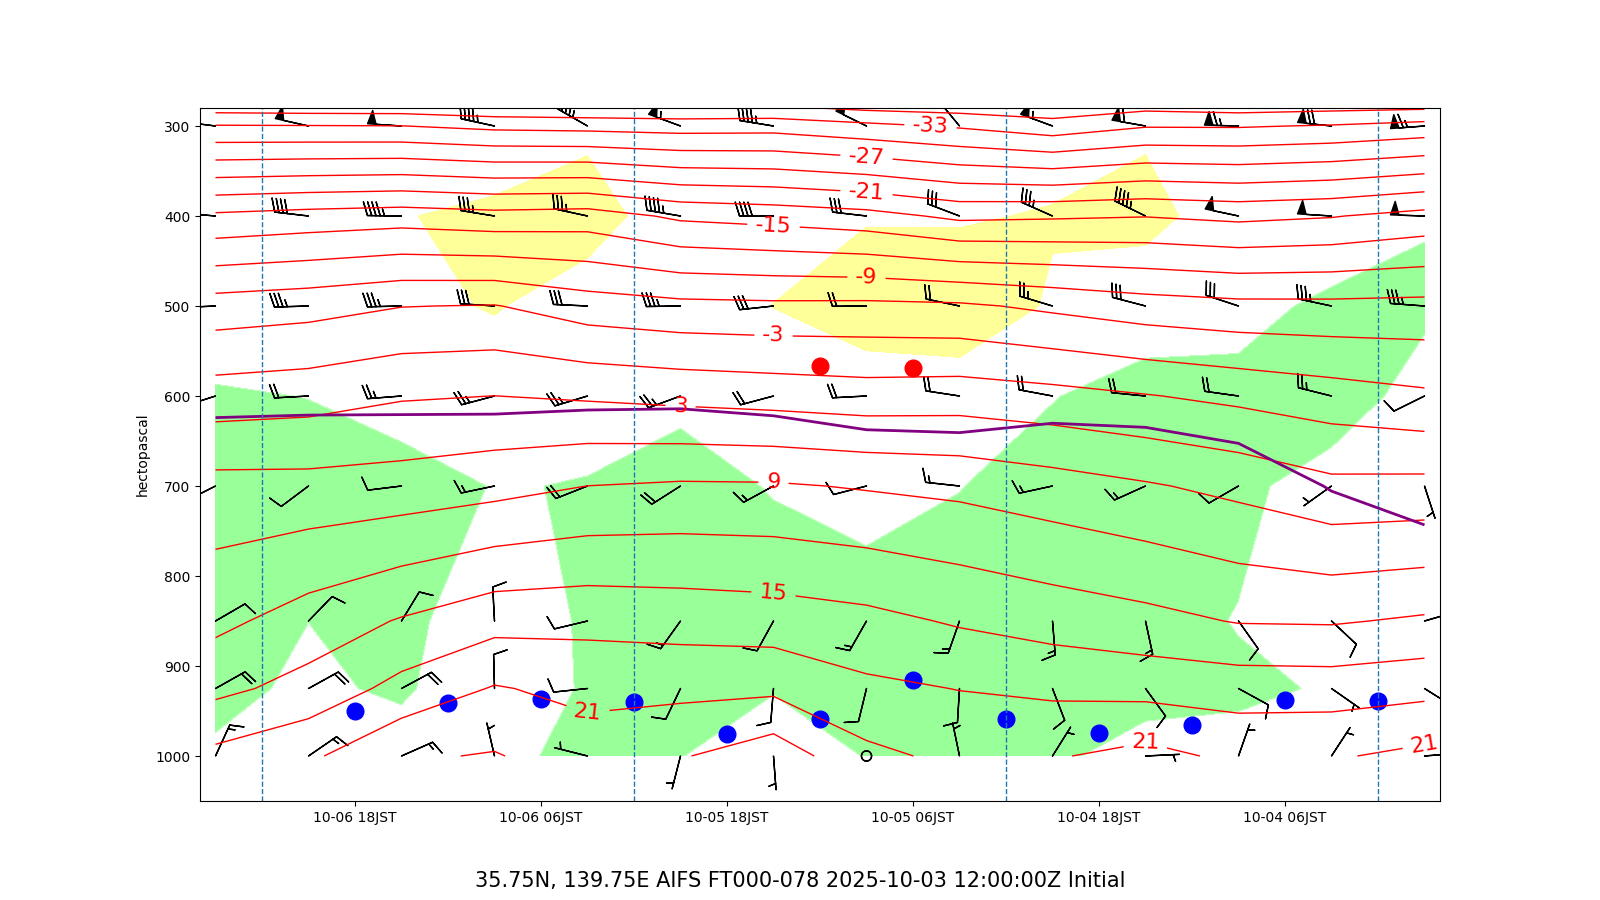 300
400
500
600
700
800
900
1000
hectopascal
-33
-27
-21
-15
-9
-3
3
9
15
21
21
21
10-06 18JST
10-06 06JST
10-05 18JST
10-05 06JST
10-04 18JST
10-04 06JST
35.75N, 139.75E AIFS FT000-078 2025-10-03 12:00:00Z Initial